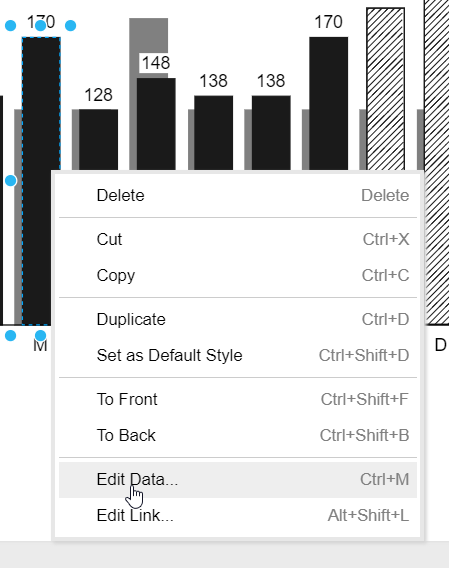 170
170
148
128
138
138
M
D
Delete Delete
Cut Ctrl+X
Copy Ctrl+C
Duplicate Ctrl+D
Set as Default Style Ctrl+Shift+D
To Front Ctrl+Shift+F
To Back Ctrl+Shift+B
Edit Data... Ctrl+M
Edit Link... Alt+Shift+L